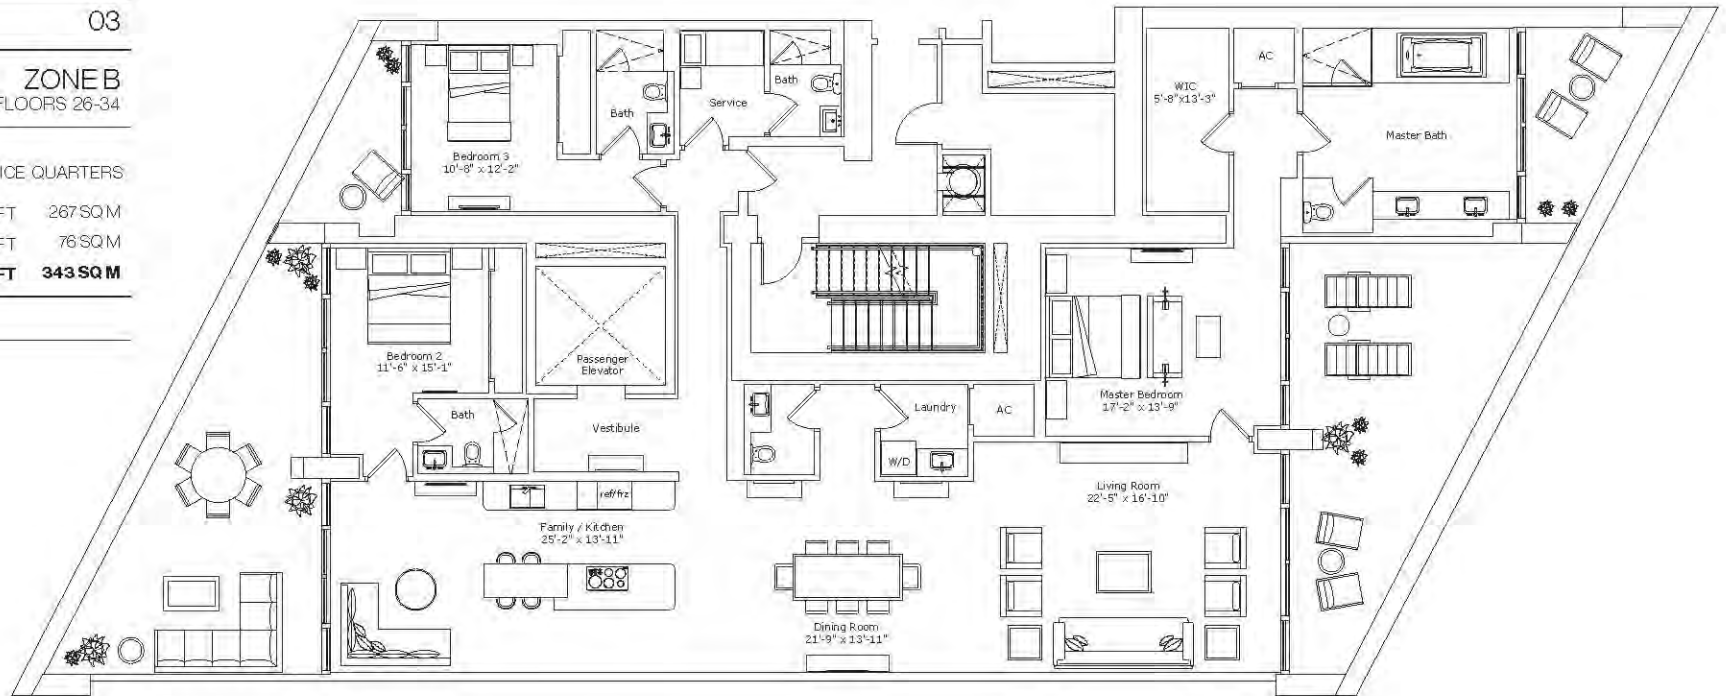 03
ZONE B
FLOORS 26-34
ICE QUARTERS
FT 267 SQ M
FT 76 SQ M
FT 343 SQ M
Bedroom 3
10'-8" x 12'-2"
Bath
Service
Bath
WIC
5'-8"x13'-3"
AC
Master Bath
Bedroom 2
11'-6" x 15'-1"
Passenger
Elevator
Bath
Vestibule
Laundry
AC
W/D
Master Bedroom
17'-2" x 13'-9"
ref/frz
Family / Kitchen
25'-2" x 13'-11"
Living Room
22'-5" x 16'-10"
Dining Room
21'-9" x 13'-11"